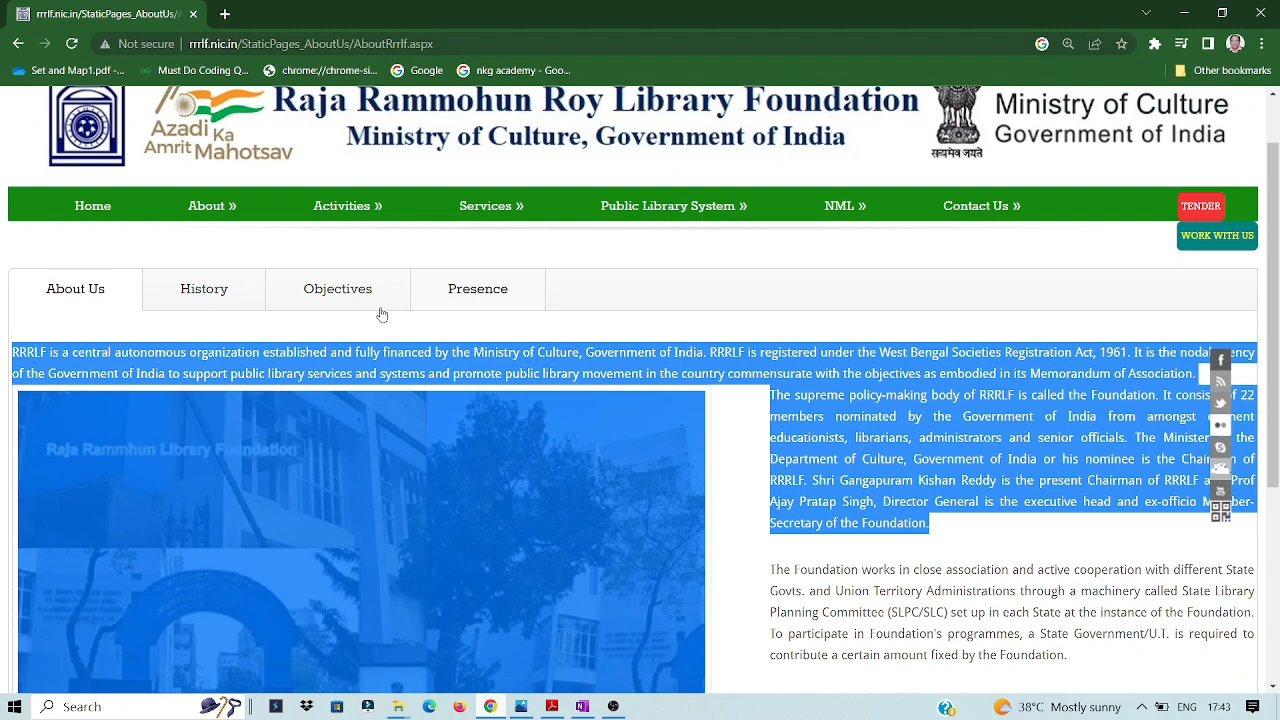 rrrlf.nic.in/StaticPages_AboutUs/
Not secure rrrlf.nic.in/StaticPages_AboutUs/AboutRrrlf.aspx
Set and Map1.pdf -... Must Do Coding Q... chrome://chrome-si... Google nkg academy - Goo... Other bookmarks
Azadi Ka
Amrit Mahotsav
Raja Rammohun Roy Library Foundation
Ministry of Culture, Government of India
सत्यमेव जयते
Ministry of Culture
Government of India
Home About » Activities » Services » Public Library System » NML » Contact Us » TENDER
WORK WITH US
About Us History Objectives Presence
RRRLF is a central autonomous organization established and fully financed by the Ministry of Culture, Government of India. RRRLF is registered under the West Bengal Societies Registration Act, 1961. It is the nodal
of the Government of India to support public library services and systems and promote public library movement in the country commensurate with the objectives as embodied in its Memorandum of Association.
Raja Rammhun Library Foundation
The supreme policy-making body of RRRLF is called the Foundation. It of 22
members nominated by the Government of India from amongst
educationists, librarians, administrators and senior officials. The Minister the
Department of Culture, Government of India or his nominee is the of
RRRLF. Shri Gangapuram Kishan Reddy is the present Chairman of RRRLF Prof
Ajay Pratap Singh, Director General is the executive head and ex-officio
Secretary of the Foundation.
The Foundation works in close association and active cooperation with different State
Govts. and Union Territory Administrations through a machinery called State Library
Planning Committee (SLPC/SLC) set up in each State at the instance of the Foundation.
To participate in Foundation's programmes, a State Government/U.T. is required to
contribute a certain amount fixed by the Foundation.
Search 38°C Mostly sunny ENG 17:43